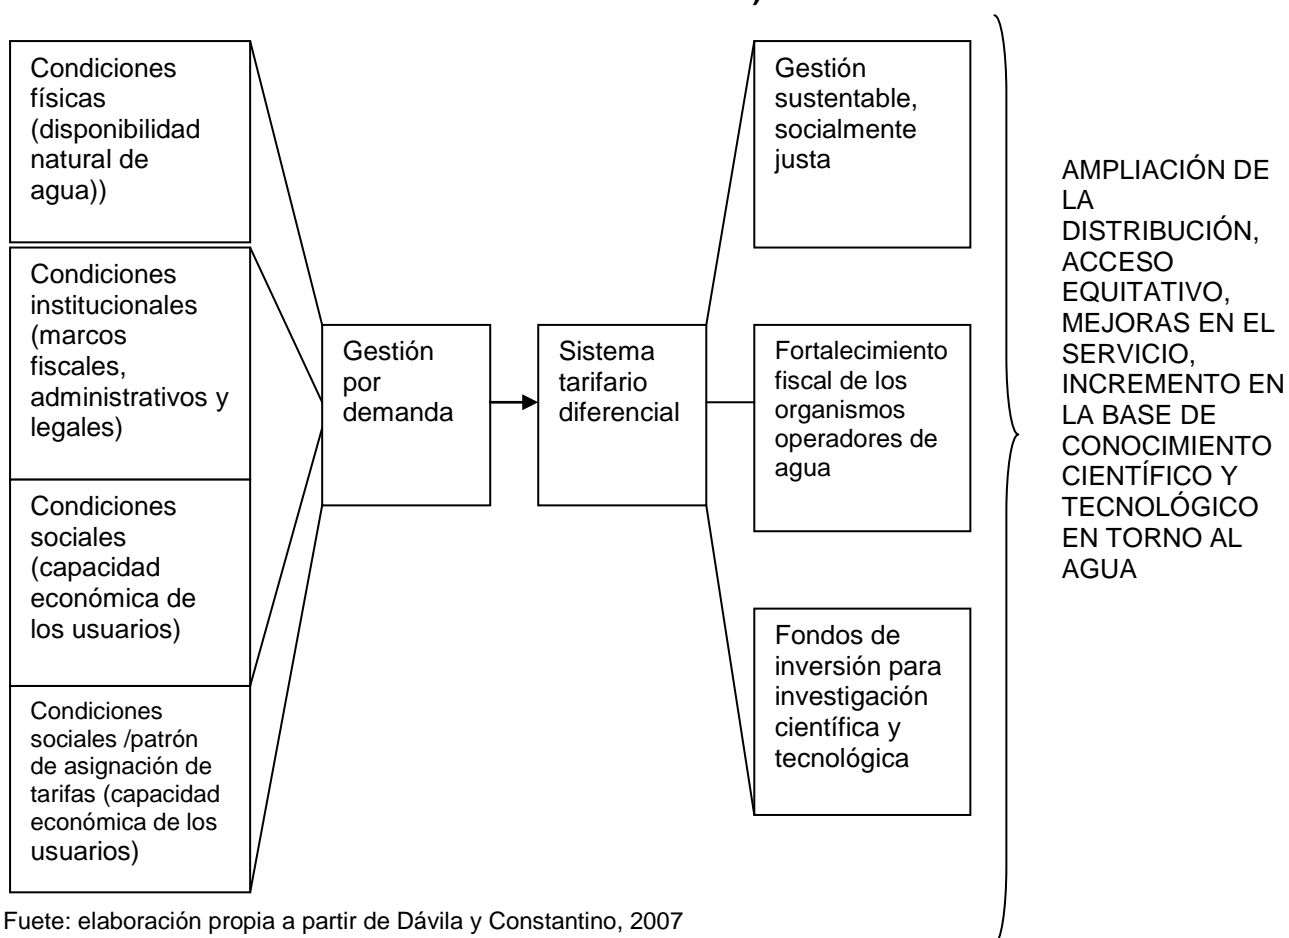 Condiciones
físicas
(disponibilidad
natural de
agua))
Condiciones
institucionales
(marcos
fiscales,
administrativos y
legales)
Condiciones
sociales
(capacidad
económica de
los usuarios)
Condiciones
sociales /patrón
de asignación de
tarifas (capacidad
económica de los
usuarios)
Gestión
por
demanda
Sistema
tarifario
diferencial
Gestión
sustentable,
socialmente
justa
Fortalecimiento
fiscal de los
organismos
operadores de
agua
Fondos de
inversión para
investigación
científica y
tecnológica
AMPLIACIÓN DE
LA
DISTRIBUCIÓN,
ACCESO
EQUITATIVO,
MEJORAS EN EL
SERVICIO,
INCREMENTO EN
LA BASE DE
CONOCIMIENTO
CIENTÍFICO Y
TECNOLÓGICO
EN TORNO AL
AGUA
Fuete: elaboración propia a partir de Dávila y Constantino, 2007